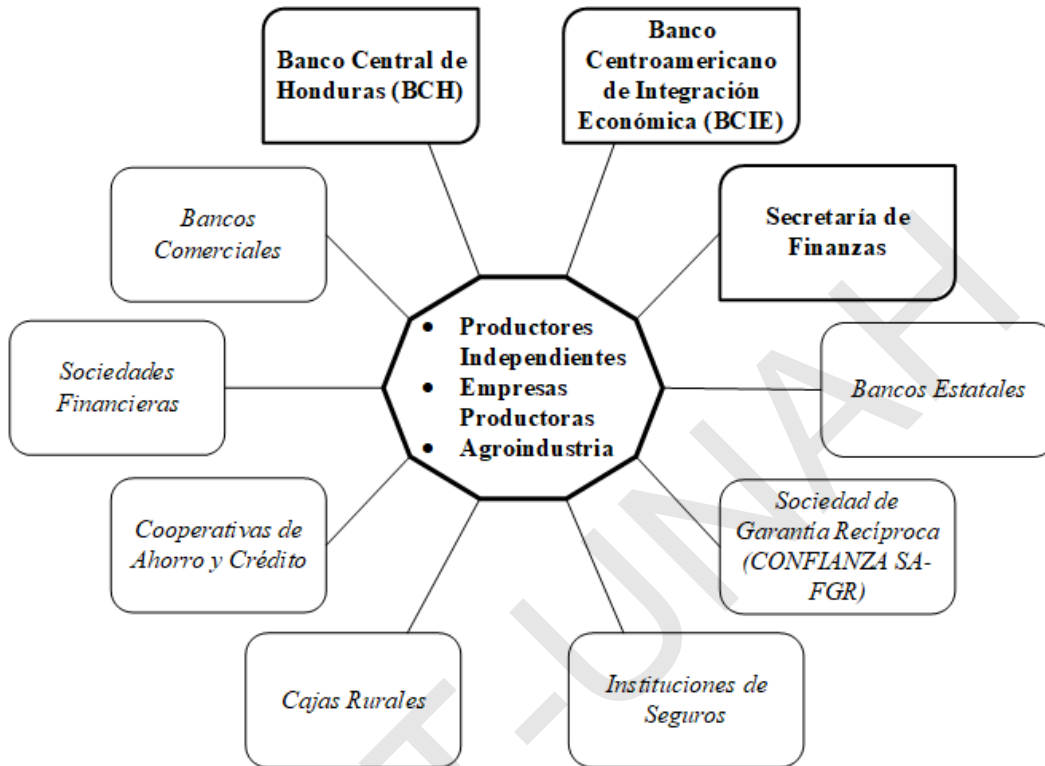 Banco Central de
Honduras (BCH)
Banco
Centroamericano
de Integración
Económica (BCIE)
Bancos
Comerciales
Secretaría de
Finanzas
Sociedades
Financieras
• Productores
Independientes
• Empresas
Productoras
• Agroindustria
Bancos Estatales
Cooperativas de
Ahorro y Crédito
Sociedad de
Garantía Recíproca
(CONFIANZA SA-
FGR)
Cajas Rurales
Instituciones de
Seguros
T-UNAH